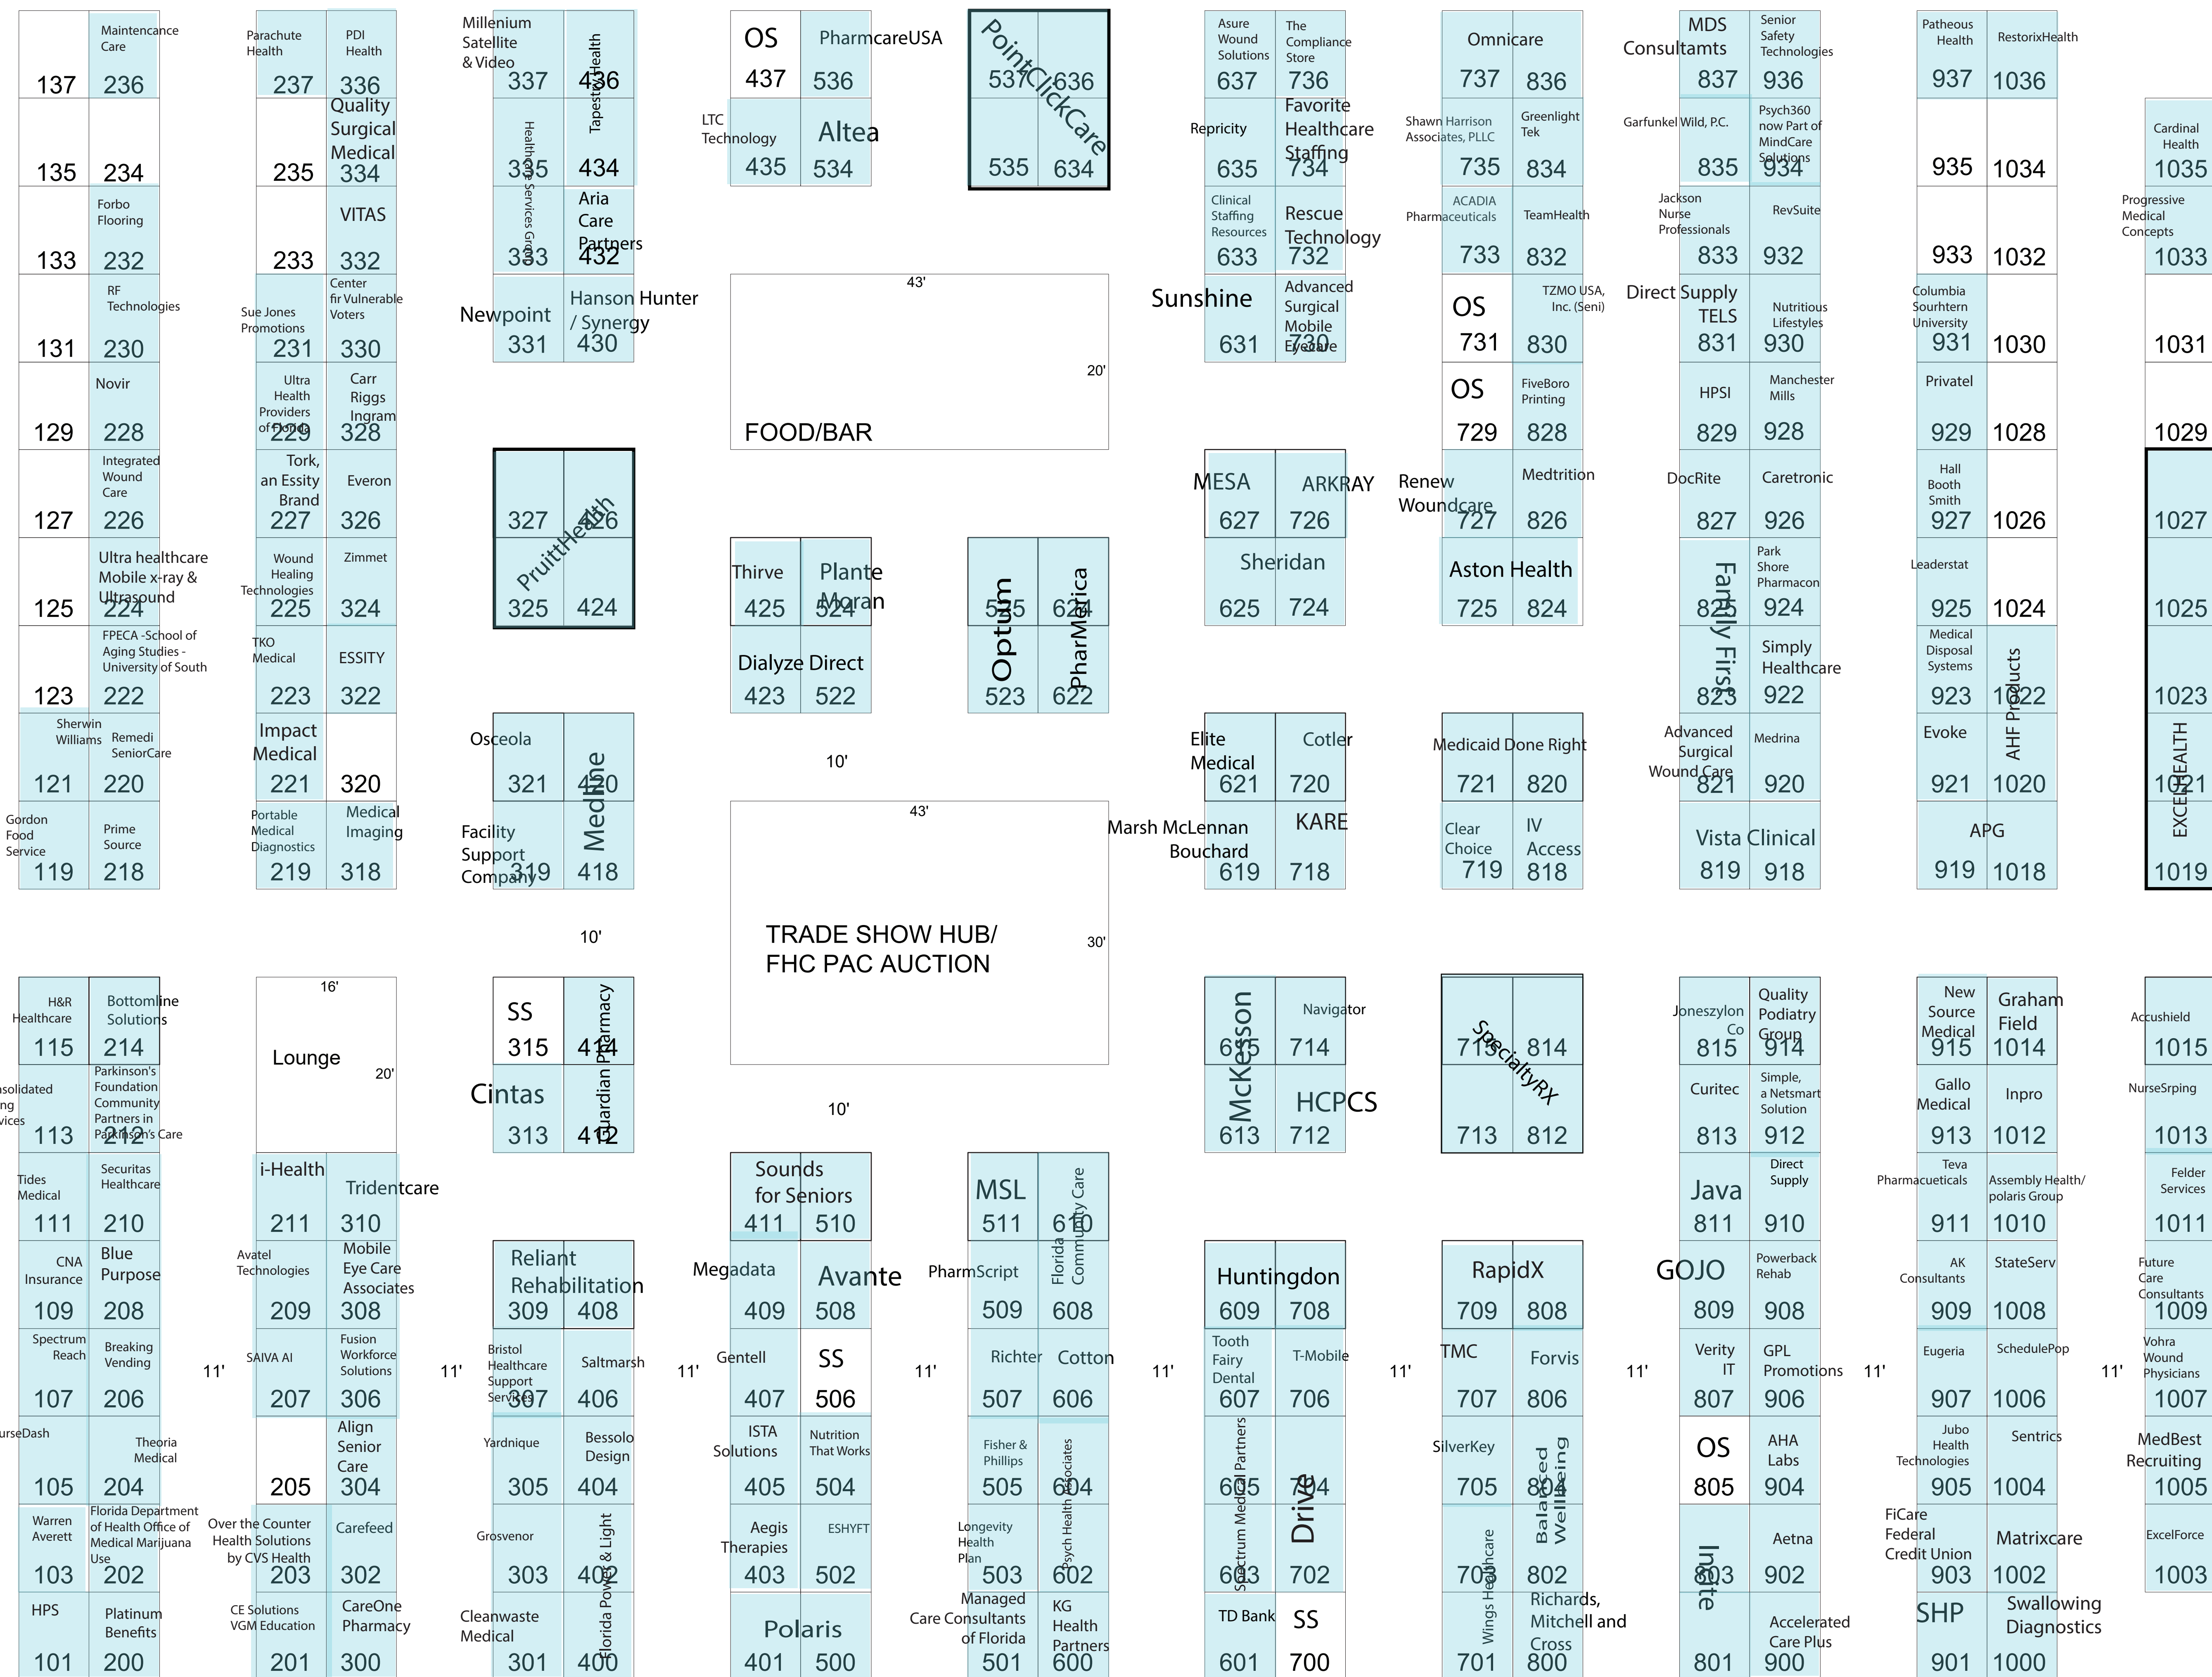 Maintencance
Care
137 236
Parachute
Health
PDI
Health
237 336
Millenium
Satellite
& Video
Tapestry Health
337 436
OS
PharmcareUSA
437 536
PointClickCare
537 636
Asure
Wound
Solutions
The
Compliance
Store
637 736
Omnicare
737 836
MDS
Consultamts
Senior
Safety
Technologies
837 936
Patheous
Health
RestorixHealth
937 1036
135 234
Quality
Surgical
Medical
235 334
Healthcare Services Group
335 434
LTC
Technology
Altea
435 534
535 634
Repricity
Favorite
Healthcare
Staffing
635 734
Shawn Harrison
Associates, PLLC
Greenlight
Tek
735 834
Garfunkel Wild, P.C.
Psych360
now Part of
MindCare
Solutions
835 934
935 1034
Cardinal
Health
1035
Forbo
Flooring
133 232
VITAS
233 332
Aria
Care
Partners
333 432
Clinical
Staffing
Resources
Rescue
Technology
633 732
ACADIA
Pharmaceuticals
TeamHealth
733 832
Jackson
Nurse
Professionals
RevSuite
833 932
933 1032
Progressive
Medical
Concepts
1033
RF
Technologies
131 230
Sue Jones
Promotions
Center
fir Vulnerable
Voters
231 330
Newpoint
Hanson Hunter
/ Synergy
331 430
43'
20'
FOOD/BAR
Sunshine
Advanced
Surgical
Mobile
Eyecare
631 730
OS
TZMO USA,
Inc. (Seni)
731 830
Direct Supply
TELS
Nutritious
Lifestyles
831 930
Columbia
Sourhtern
University
931 1030
1031
Novir
129 228
Ultra
Health
Providers
of Florida
Carr
Riggs
Ingram
229 328
OS
FiveBoro
Printing
729 828
HPSI
Manchester
Mills
829 928
Privatel
929 1028
1029
Integrated
Wound
Care
127 226
Tork,
an Essity
Brand
Everon
227 326
PruittHealth
327 426
MESA
ARKRAY
627 726
Renew
Woundcare
Medtrition
727 826
DocRite
Caretronic
827 926
Hall
Booth
Smith
927 1026
1027
Ultra healthcare
Mobile x-ray &
Ultrasound
125 224
Wound
Healing
Technologies
Zimmet
225 324
325 424
Thirve
Plante
Moran
425 524
Optum
PharMerica
525 624
Sheridan
625 724
Aston Health
725 824
Family First
Park
Shore
Pharmacon
825 924
Leaderstat
925 1024
1025
FPECA -School of
Aging Studies -
University of South
123 222
TKO
Medical
ESSITY
223 322
Dialyze Direct
423 522
523 622
Simply
Healthcare
823 922
Medical
Disposal
Systems
AHF Products
923 1022
1023
Sherwin
Williams
Remedi
SeniorCare
121 220
Impact
Medical
221 320
Osceola
Medline
321 420
10'
Elite
Medical
Cotler
621 720
Medicaid Done Right
721 820
Advanced
Surgical
Wound Care
Medrina
821 920
Evoke
921 1020
EXCELHEALTH
1021
Gordon
Food
Service
Prime
Source
119 218
Portable
Medical
Diagnostics
Medical
Imaging
219 318
Facility
Support
Company
319 418
43'
30'
TRADE SHOW HUB/
FHC PAC AUCTION
Marsh McLennan
Bouchard
KARE
619 718
Clear
Choice
IV
Access
719 818
Vista Clinical
819 918
APG
919 1018
1019
10'
H&R
Healthcare
Bottomline
Solutions
115 214
16'
Lounge
20'
SS
Guardian Pharmacy
315 414
McKesson
Navigator
615 714
SpecialtyRX
715 814
Joneszylon
Co
Quality
Podiatry
Group
815 914
New
Source
Medical
Graham
Field
915 1014
Accushield
1015
solidated
ng
vices
Parkinson's
Foundation
Community
Partners in
Parkinson's Care
113 212
Cintas
313 412
10'
HCPCS
613 712
713 812
Curitec
Simple,
a Netsmart
Solution
813 912
Gallo
Medical
Inpro
913 1012
NurseSrping
1013
Tides
Medical
Securitas
Healthcare
111 210
i-Health
Tridentcare
211 310
Sounds
for Seniors
411 510
MSL
Florida
Community Care
511 610
Java
Direct
Supply
811 910
Teva
Pharmacueticals
Assembly Health/
polaris Group
911 1010
Felder
Services
1011
CNA
Insurance
Blue
Purpose
109 208
Avatel
Technologies
Mobile
Eye Care
Associates
209 308
Reliant
Rehabilitation
309 408
Megadata
Avante
409 508
PharmScript
509 608
Huntingdon
609 708
RapidX
709 808
GOJO
Powerback
Rehab
809 908
AK
Consultants
StateServ
909 1008
Future
Care
Consultants
1009
Spectrum
Reach
Breaking
Vending
107 206
11'
SAIVA AI
Fusion
Workforce
Solutions
207 306
11'
Bristol
Healthcare
Support
Services
Saltmarsh
307 406
11'
Gentell
SS
407 506
11'
Richter
Cotton
507 606
11'
Tooth
Fairy
Dental
T-Mobile
607 706
11'
TMC
Forvis
707 806
11'
Verity
IT
GPL
Promotions
807 906
11'
Eugeria
SchedulePop
907 1006
11'
Vohra
Wound
Physicians
1007
urseDash
Theoria
Medical
105 204
Align
Senior
Care
205 304
Yardnique
Bessolo
Design
305 404
ISTA
Solutions
Nutrition
That Works
405 504
Fisher &
Phillips
Psych Health Associates
505 604
Spectrum Medical Partners
Drive
605 704
SilverKey
Balanced
Wellbeing
705 804
OS
AHA
Labs
805 904
Jubo
Health
Technologies
Sentrics
905 1004
MedBest
Recruiting
1005
Warren
Averett
Florida Department
of Health Office of
Medical Marijuana
Use
103 202
Over the Counter
Health Solutions
by CVS Health
Carefeed
203 302
Grosvenor
Florida Power & Light
303 402
Aegis
Therapies
ESHYFT
403 502
Longevity
Health
Plan
503 602
603 702
Wings Healthcare
703 802
Incite
Aetna
803 902
FiCare
Federal
Credit Union
Matrixcare
903 1002
ExcelForce
1003
HPS
Platinum
Benefits
101 200
CE Solutions
VGM Education
CareOne
Pharmacy
201 300
Cleanwaste
Medical
301 400
Polaris
401 500
Managed
Care Consultants
of Florida
KG
Health
Partners
501 600
TD Bank
SS
601 700
Richards,
Mitchell and
Cross
701 800
Accelerated
Care Plus
801 900
SHP
Swallowing
Diagnostics
901 1000